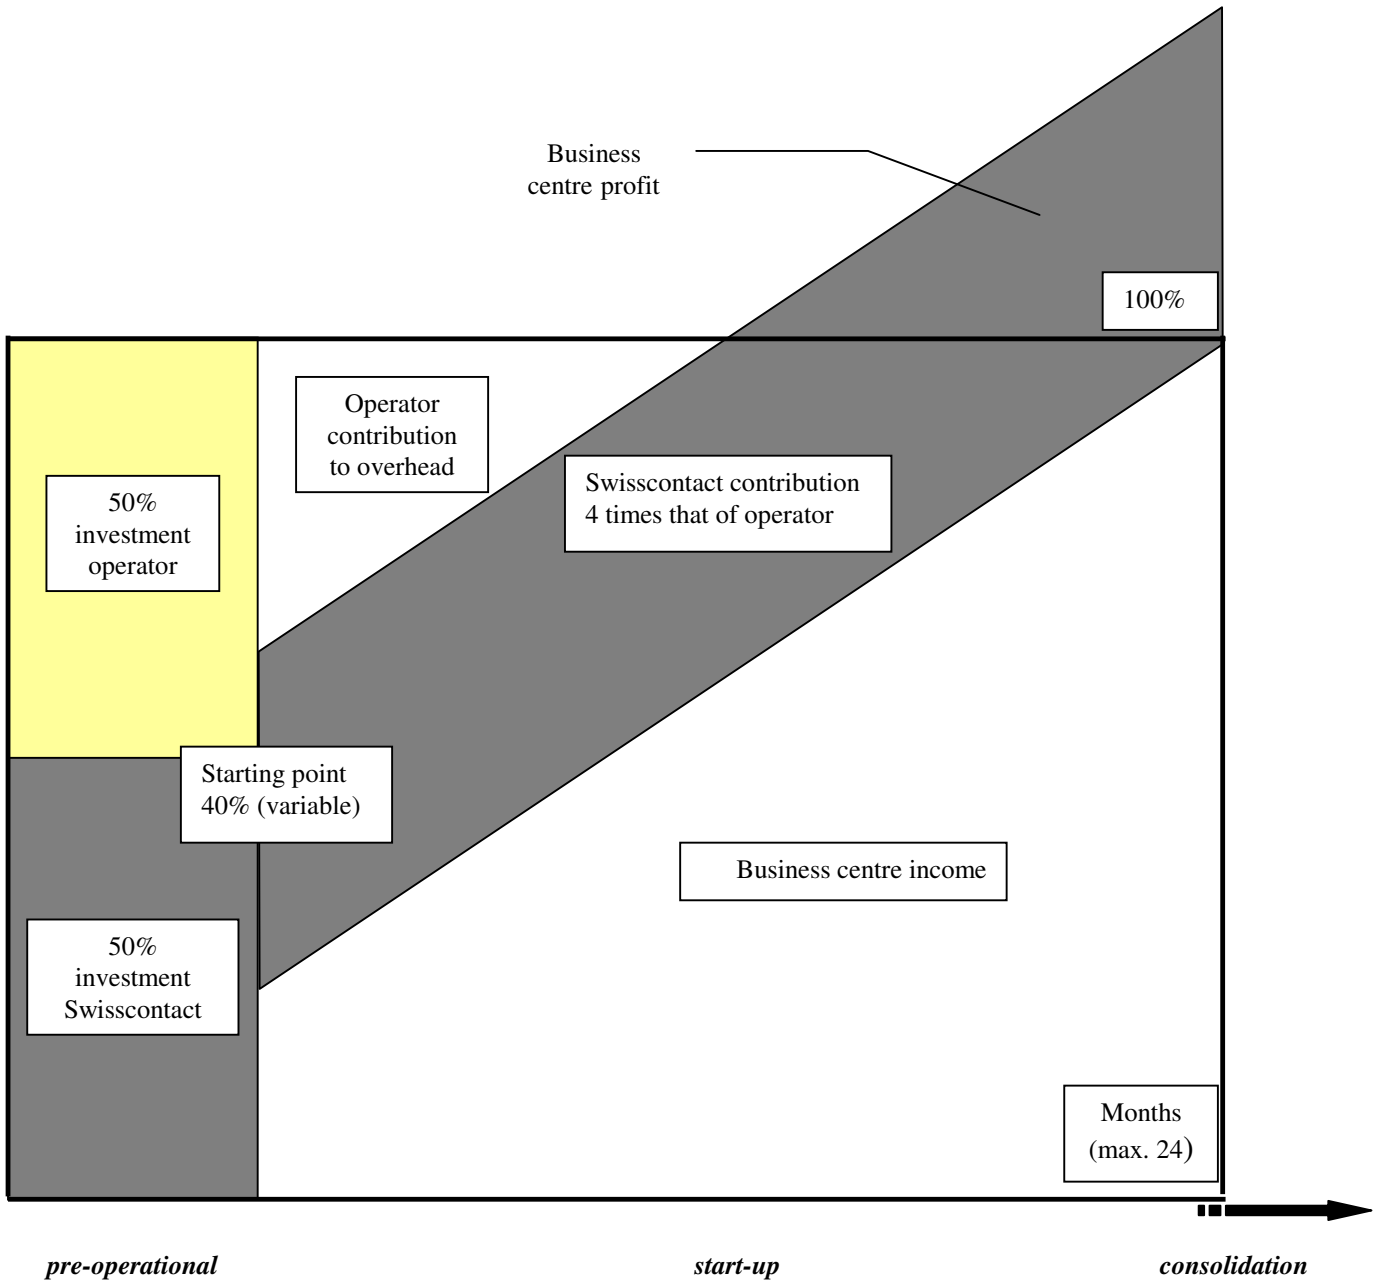 Business
centre profit
100%
Operator
contribution
to overhead
Swisscontact contribution
4 times that of operator
50%
investment
operator
Starting point
40% (variable)
Business centre income
50%
investment
Swisscontact
Months
(max. 24)
pre-operational
start-up
consolidation